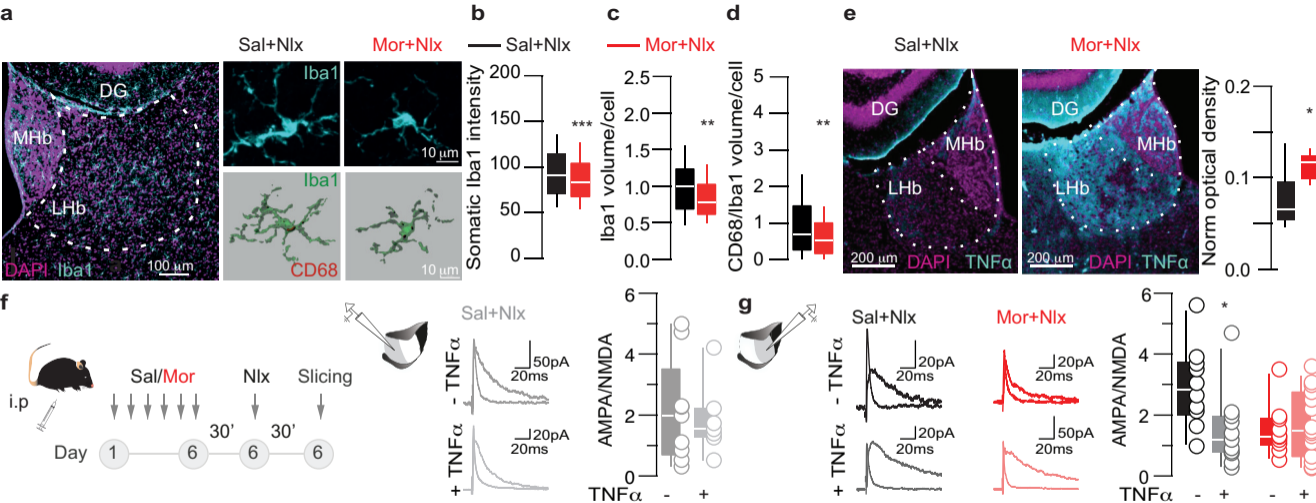 a
Sal+Nlx
Mor+Nlx
DG
MHb
LHb
DAPI Iba1
100 µm
Iba1
10 µm
Iba1
CD68
10 µm
b
Sal+Nlx
Somatic Iba1 intensity
200
150
100
50
0
***
c
Mor+Nlx
Iba1 volume/cell
2.5
2.0
1.5
1.0
0.5
0.0
**
d
CD68/Iba1 volume/cell
5
4
3
2
1
0
**
e
Sal+Nlx
Mor+Nlx
DG
MHb
LHb
200 µm
DAPI TNFα
DG
MHb
LHb
200 µm
DAPI TNFα
Norm optical density
0.2
0.1
0.0
*
f
i.p
Sal/Mor
Nlx
Slicing
30'
30'
Day
1
6
6
6
Sal+Nlx
- TNFα
50pA
20ms
+ TNFα
20pA
20ms
AMPA/NMDA
6
4
2
0
TNFα - +
g
Sal+Nlx
Mor+Nlx
- TNFα
20pA
20ms
20pA
20ms
+ TNFα
20pA
20ms
50pA
20ms
AMPA/NMDA
6
4
2
0
*
TNFα - + - +